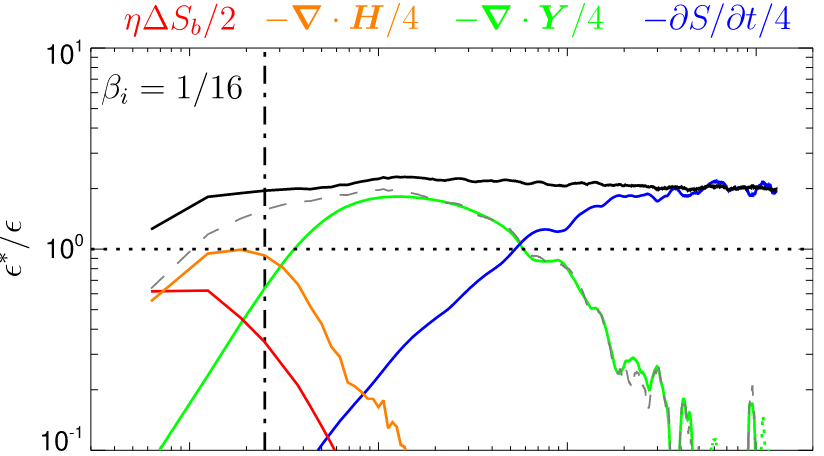 ηΔS_b/2 −∇ · H/4 −∇ · Y/4 −∂S/∂t/4
10^1
β_i = 1/16
10^0
ϵ*/ϵ
10^-1